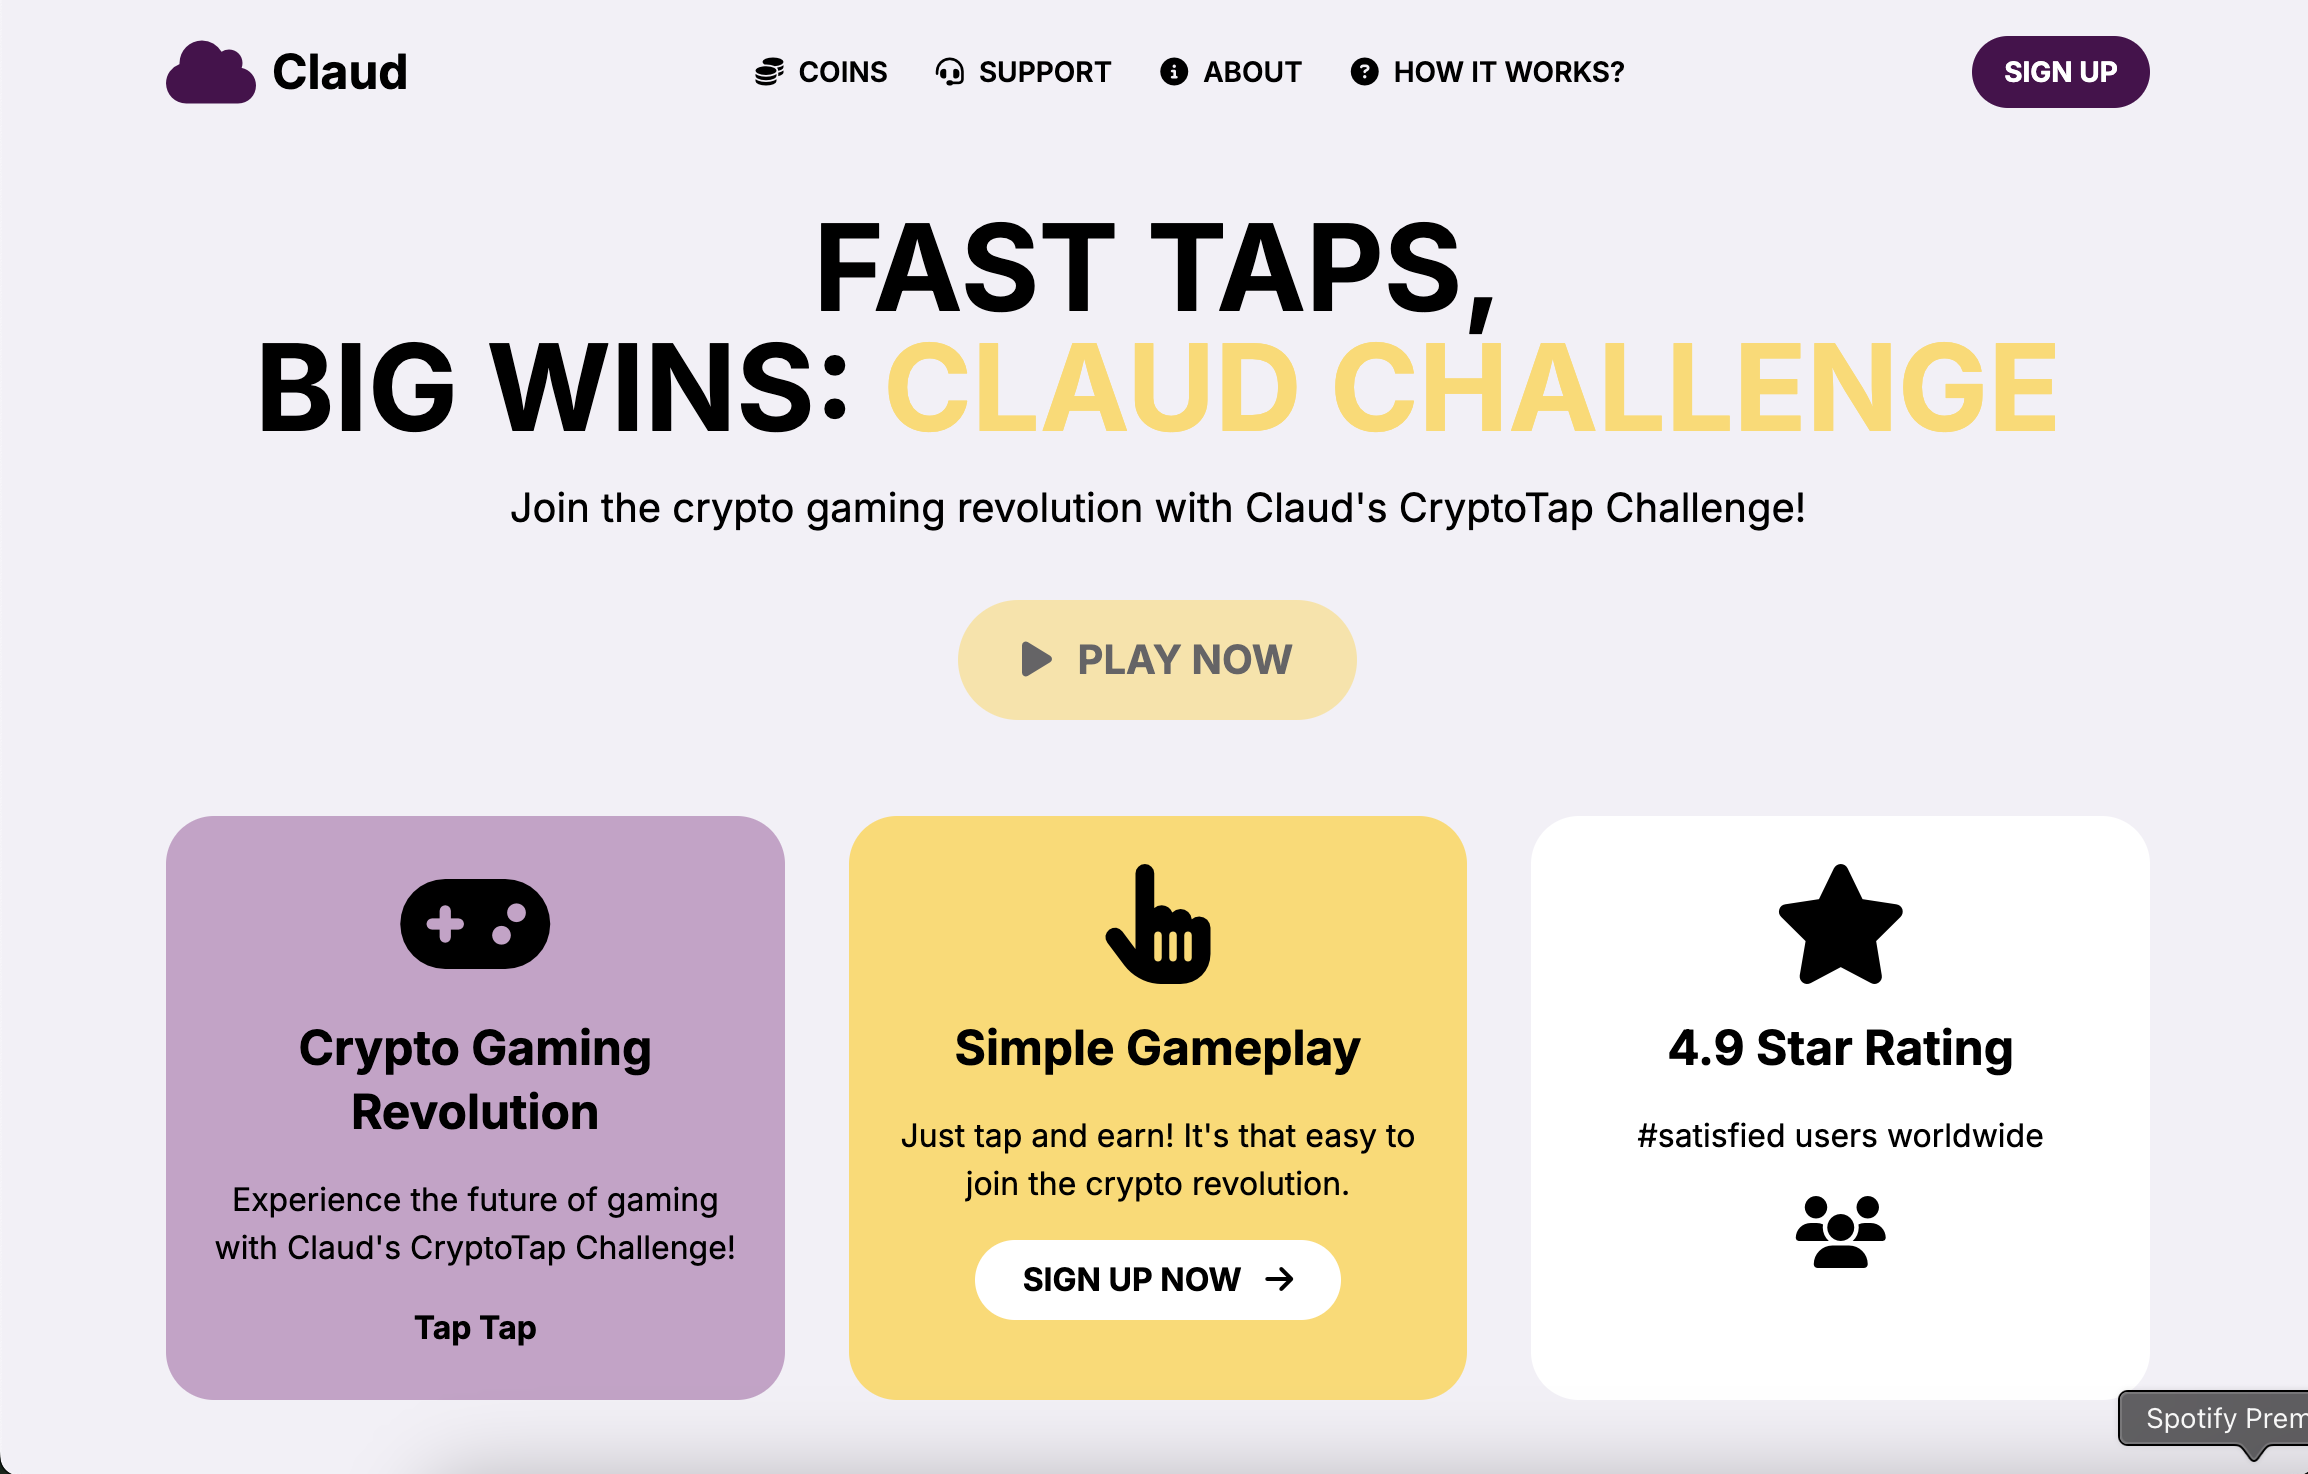 Claud
COINS
SUPPORT
ABOUT
HOW IT WORKS?
SIGN UP
FAST TAPS,
BIG WINS: CLAUD CHALLENGE
Join the crypto gaming revolution with Claud's CryptoTap Challenge!
PLAY NOW
Crypto Gaming
Revolution
Experience the future of gaming
with Claud's CryptoTap Challenge!
Tap Tap
Simple Gameplay
Just tap and earn! It's that easy to
join the crypto revolution.
SIGN UP NOW
4.9 Star Rating
#satisfied users worldwide
Spotify